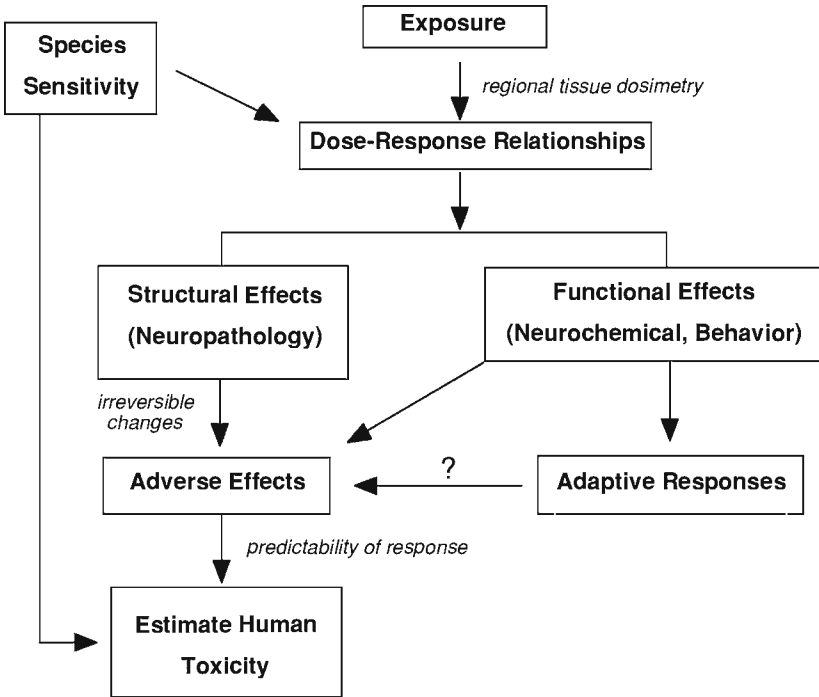 Species
Sensitivity
Exposure
regional tissue dosimetry
Dose-Response Relationships
Structural Effects
(Neuropathology)
Functional Effects
(Neurochemical, Behavior)
irreversible
changes
Adverse Effects
?
Adaptive Responses
predictability of response
Estimate Human
Toxicity